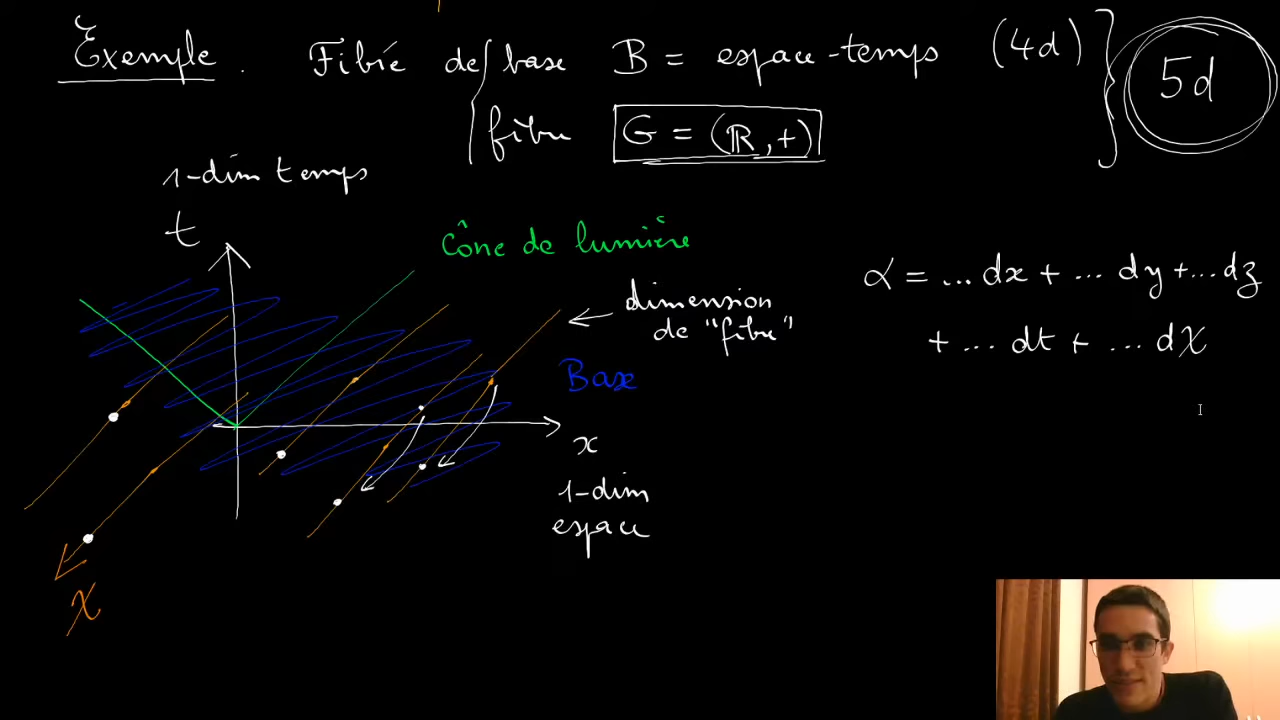 Exemple. Fibré de base B = espace-temps (4d)
fibre G = (ℝ, +)
5d
1-dim temps
t
cône de lumière
dimension
de "fibre"
Base
x
1-dim
espace
χ
α = ... dx + ... dy + ... dz
+ ... dt + ... dχ